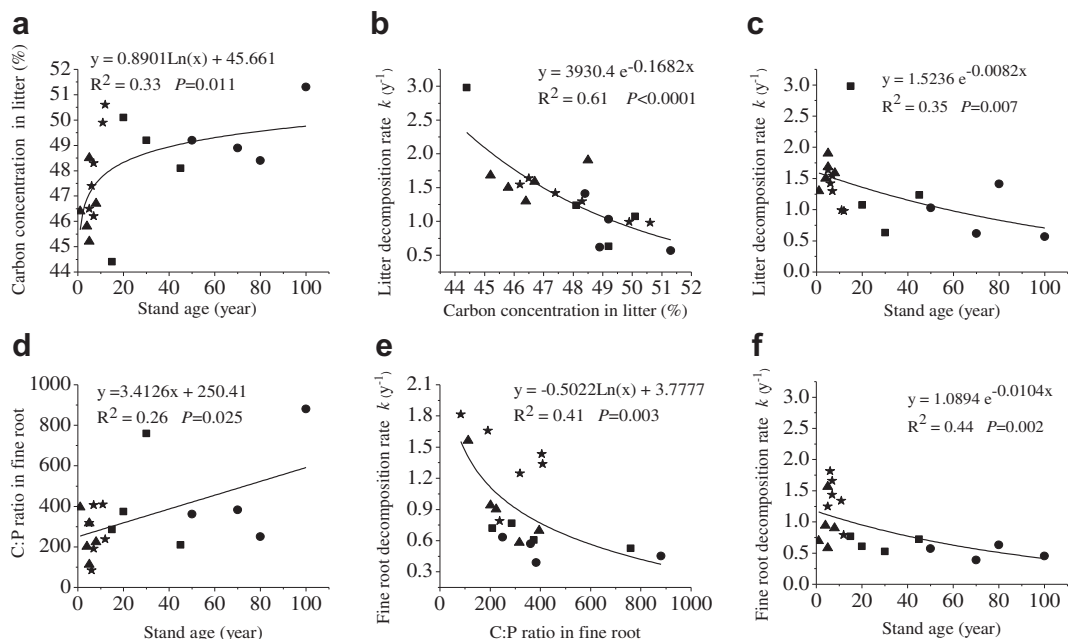 a
y = 0.8901Ln(x) + 45.661
R² = 0.33 P=0.011
Carbon concentration in litter (%)
51
50
49
48
47
46
45
44
0 20 40 60 80 100
Stand age (year)
b
y = 3930.4 e^-0.1682x
R² = 0.61 P<0.0001
Litter decomposition rate k (y⁻¹)
3.0
2.5
2.0
1.5
1.0
0.5
44 45 46 47 48 49 50 51
Carbon concentration in litter (%)
c
y = 1.5236 e^-0.0082x
R² = 0.35 P=0.007
Litter decomposition rate k (y⁻¹)
3.0
2.5
2.0
1.5
1.0
0.5
0.0
0 20 40 60 80 100
Stand age (year)
d
y=3.4126x + 250.41
R² = 0.26 P=0.025
C:P ratio in fine root
1000
800
600
400
200
0
0 20 40 60 80 100
Stand age (year)
e
y = -0.5022Ln(x) + 3.7777
R² = 0.41 P=0.003
Fine root decomposition rate k (y⁻¹)
2.1
1.8
1.5
1.2
0.9
0.6
0.3
0 200 400 600 800 1000
C:P ratio in fine root
f
y = 1.0894 e^-0.0104x
R² = 0.44 P=0.002
Fine root decomposition rate k (y⁻¹)
3.0
2.5
2.0
1.5
1.0
0.5
0.0
0 20 40 60 80 100
Stand age (year)